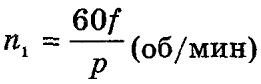 n₁ = 60f/p (об/мин)